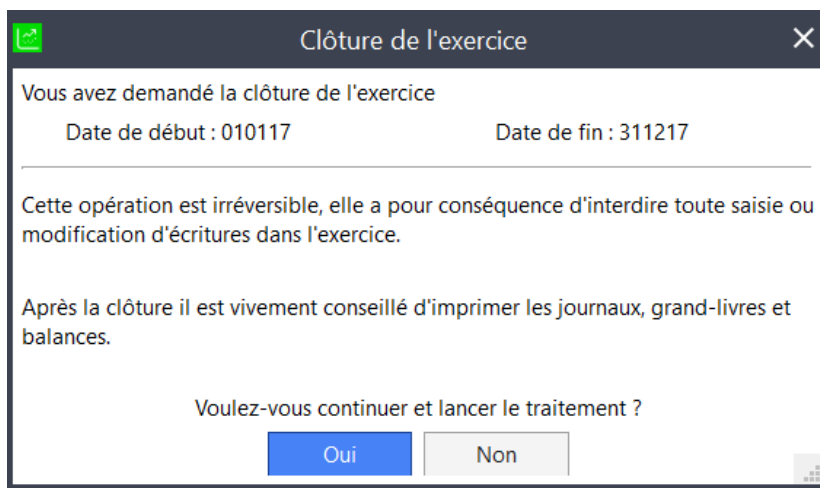 Clôture de l'exercice
Vous avez demandé la clôture de l'exercice
Date de début : 010117 Date de fin : 311217
Cette opération est irréversible, elle a pour conséquence d'interdire toute saisie ou
modification d'écritures dans l'exercice.
Après la clôture il est vivement conseillé d'imprimer les journaux, grand-livres et
balances.
Voulez-vous continuer et lancer le traitement ?
Oui Non